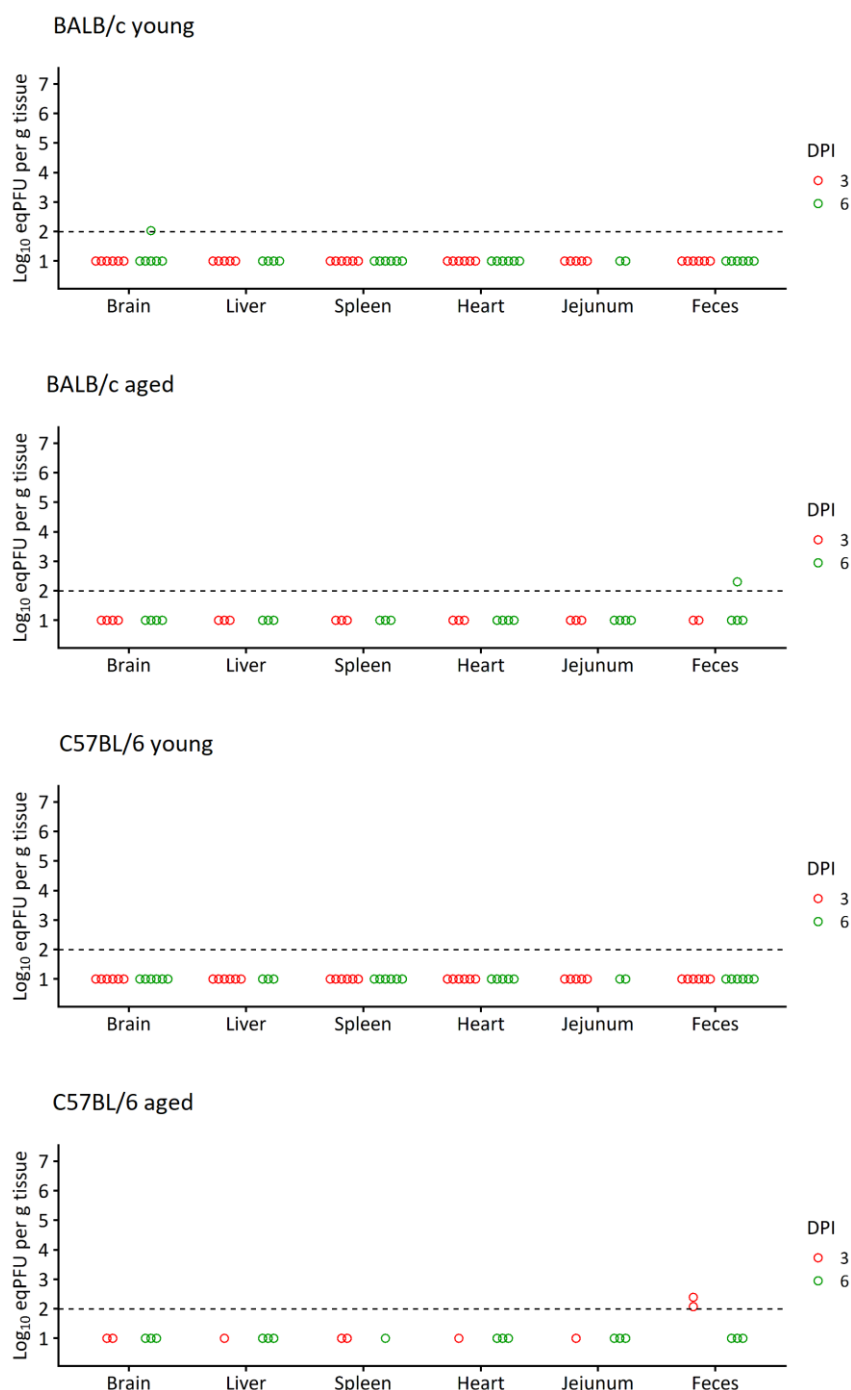 BALB/c young
Log10 eqPFU per g tissue
7
6
5
4
3
2
1
Brain Liver Spleen Heart Jejunum Feces
DPI
3
6
BALB/c aged
Log10 eqPFU per g tissue
7
6
5
4
3
2
1
Brain Liver Spleen Heart Jejunum Feces
DPI
3
6
C57BL/6 young
Log10 eqPFU per g tissue
7
6
5
4
3
2
1
Brain Liver Spleen Heart Jejunum Feces
DPI
3
6
C57BL/6 aged
Log10 eqPFU per g tissue
7
6
5
4
3
2
1
Brain Liver Spleen Heart Jejunum Feces
DPI
3
6